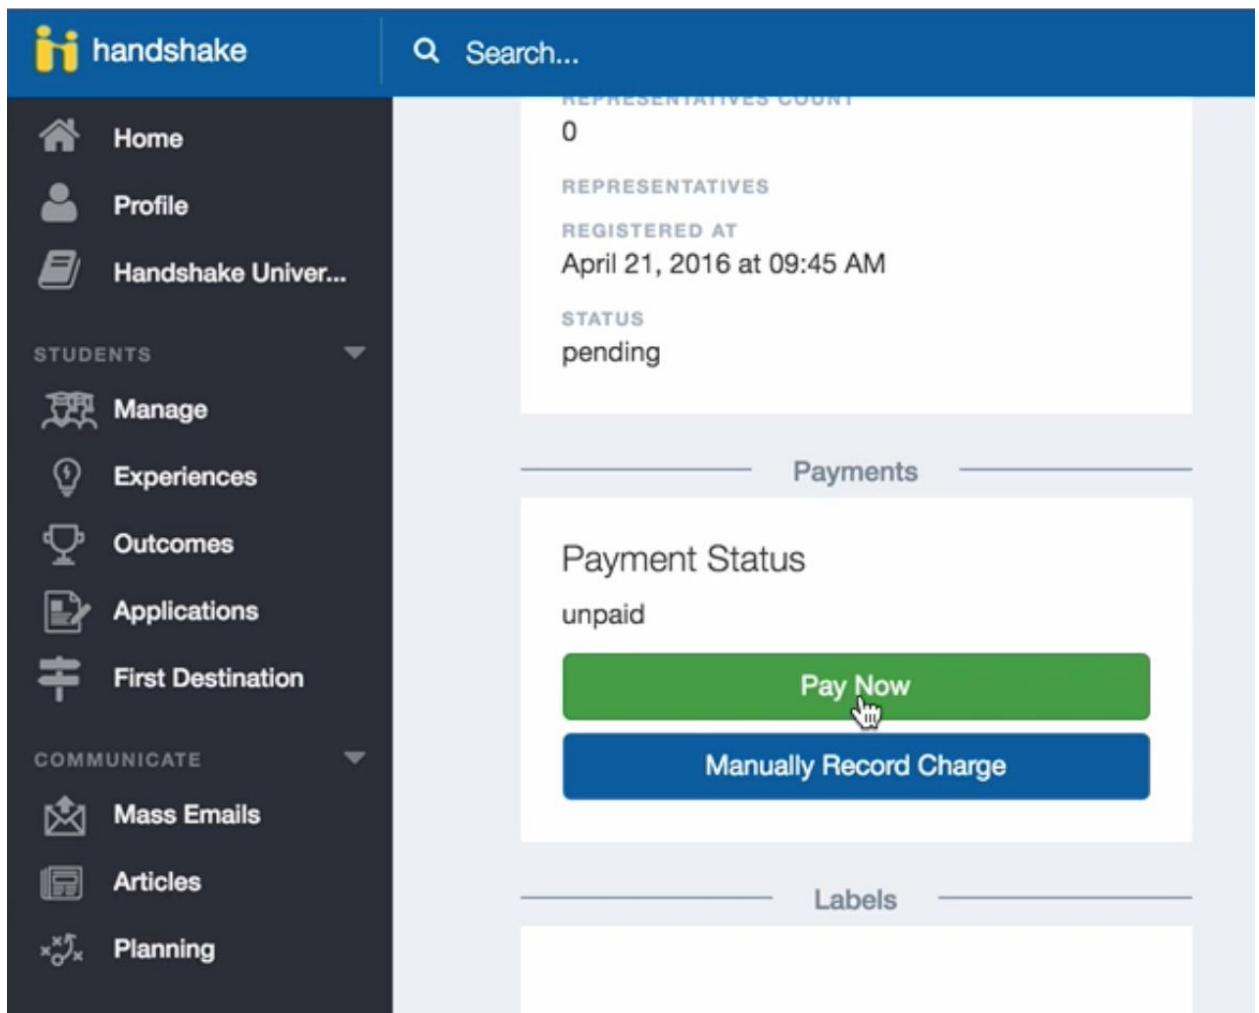 handshake
Search...
Home
Profile
Handshake Univer...
STUDENTS
Manage
Experiences
Outcomes
Applications
First Destination
COMMUNICATE
Mass Emails
Articles
Planning
REPRESENTATIVES COUNT
0
REPRESENTATIVES
REGISTERED AT
April 21, 2016 at 09:45 AM
STATUS
pending
Payments
Payment Status
unpaid
Pay Now
Manually Record Charge
Labels